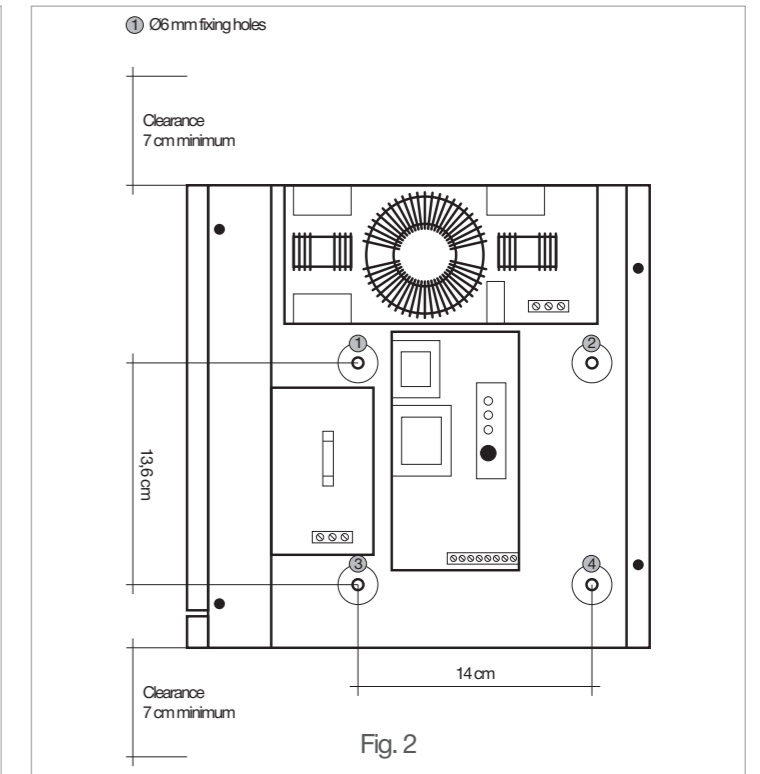 1 Ø6 mm fixing holes
Clearance
7 cm minimum
1
2
13,6 cm
3
4
14 cm
Clearance
7 cm minimum
Fig. 2